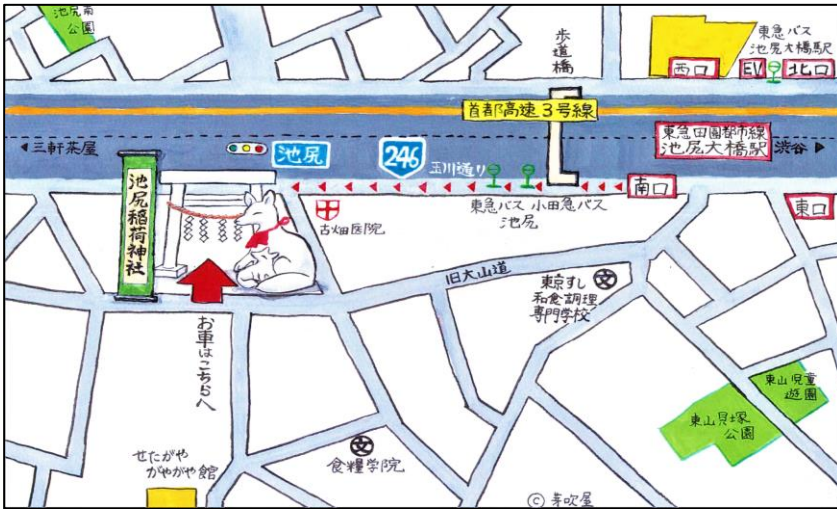 池尻南
公園
歩道橋
東急バス
池尻大橋駅
西口
EV
北口
首都高速3号線
三軒茶屋
池尻
246
玉川通り
東急田園都市線
池尻大橋駅
渋谷
南口
東口
池尻稲荷神社
古畑医院
東急バス 小田急バス
池尻
旧大山道
文
東京すし
和食調理
専門学校
お車はこちらへ
東山児童
遊園
東山貝塚
公園
せたがや
がやがや館
文
食糧学院
© 芽吹屋